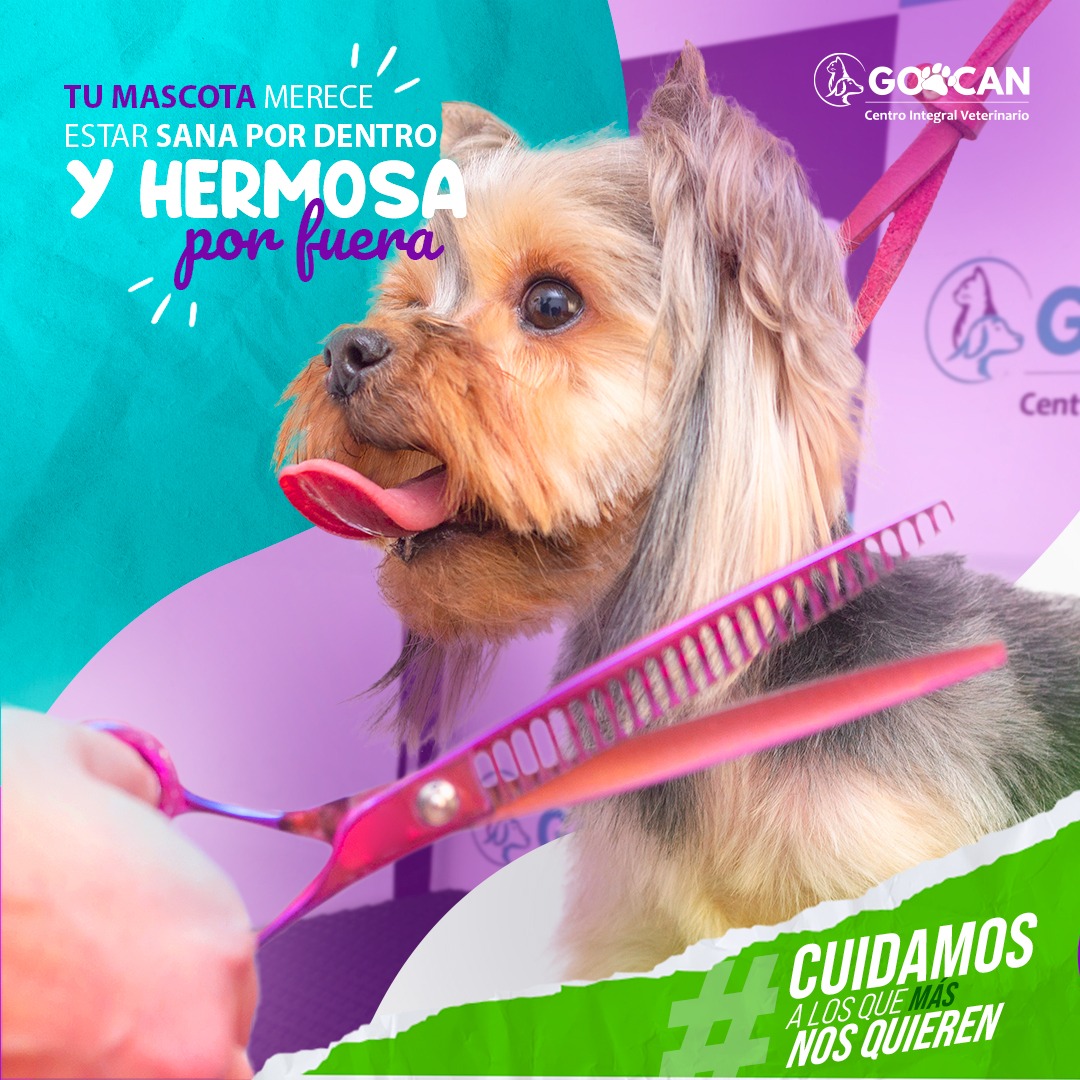 TU MASCOTA MERECE
ESTAR SANA POR DENTRO
Y HERMOSA
por fuera
GOCAN
Centro Integral Veterinario
G
Cent
G
#CUIDAMOS
A LOS QUE MÁS
NOS QUIEREN